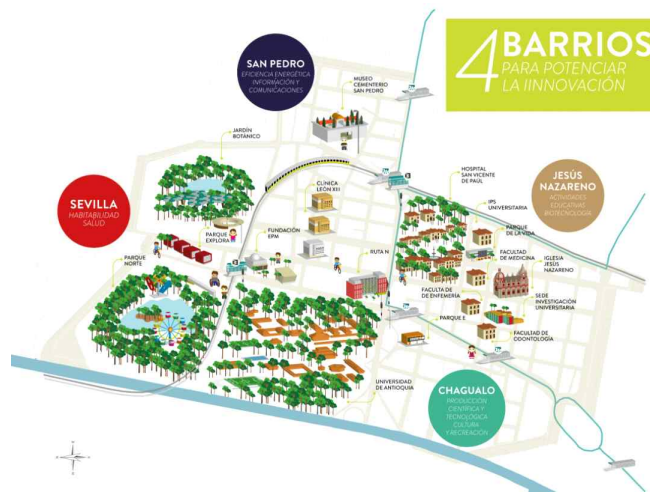 4 BARRIOS
PARA POTENCIAR
LA IINNOVACIÓN
SAN PEDRO
EFICIENCIA ENERGÉTICA
INFORMACIÓN Y
COMUNICACIONES
MUSEO
CEMENTERIO
SAN PEDRO
JARDÍN
BOTÁNICO
HOSPITAL
SAN VICENTE
DE PAUL
JESÚS
NAZARENO
ACTIVIDADES
EDUCATIVAS
BIOTECNOLOGÍA
SEVILLA
HABITABILIDAD
SALUD
CLÍNICA
LEÓN XIII
IPS
UNIVERSITARIA
PARQUE
EXPLORA
FUNDACIÓN
EPM
PARQUE
DE LA VIDA
RUTA N
FACULTAD
DE MEDICINA
IGLESIA
JESÚS
NAZARENO
PARQUE
NORTE
FACULTA DE
ENFEMERÍA
SEDE
INVESTIGACIÓN
UNIVERSITARIA
PARQUE E
FACULTAD DE
ODONTOLOGÍA
UNIVERSIDAD
DE ANTIOQUIA
CHAGUALO
PRODUCCIÓN
CIENTÍFICA Y
TECNOLÓGICA
CULTURA
Y RECREACIÓN